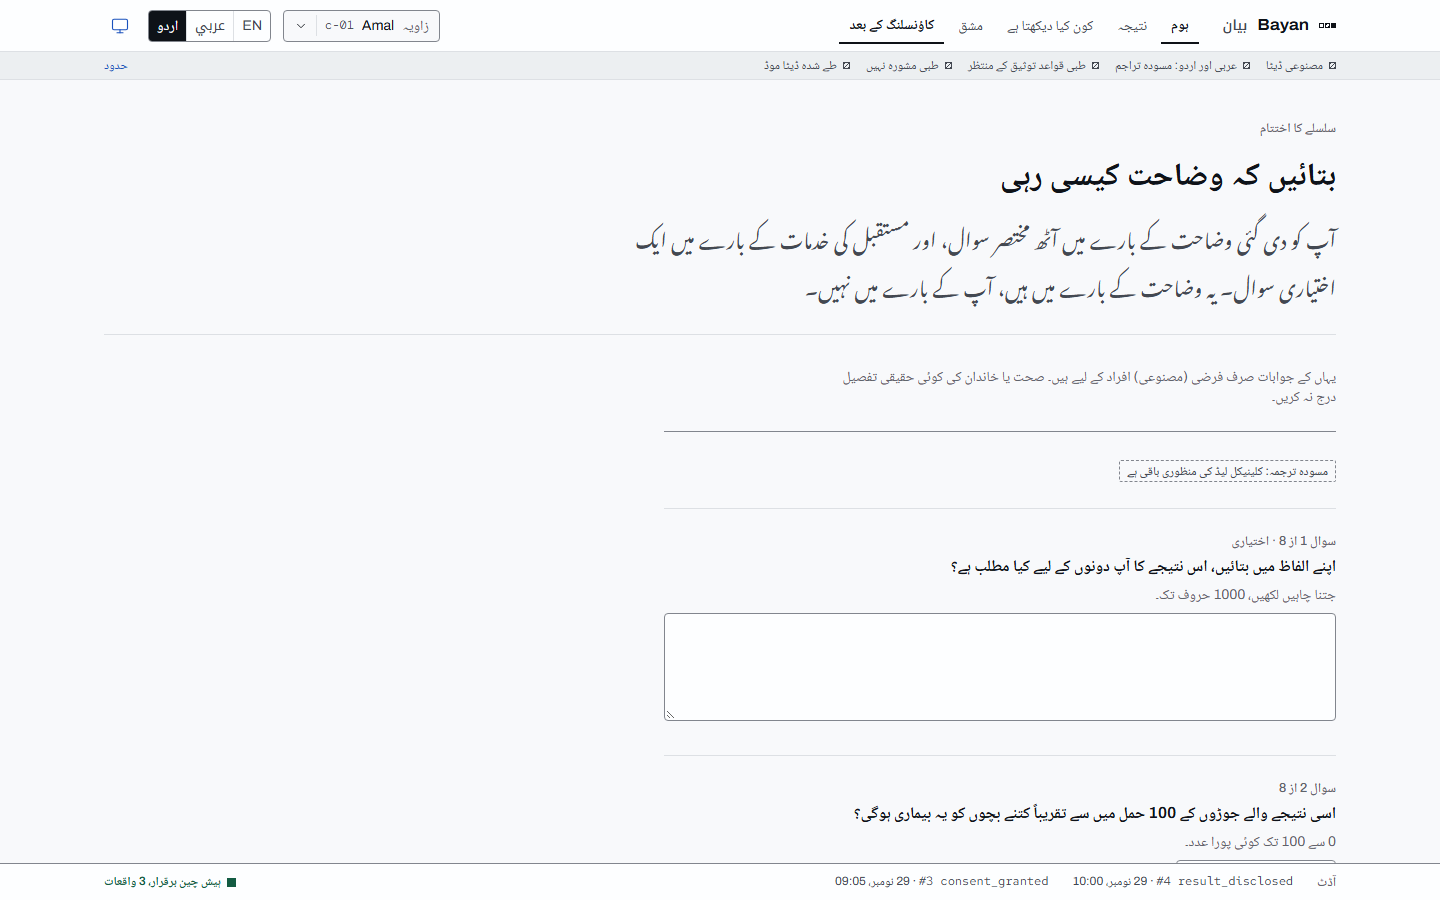 Bayan بیان
ہوم
نتیجہ
کون کیا دیکھتا ہے
مشق
کاؤنسلنگ کے بعد
زاویہ Amal c-01
EN عربي اردو
مصنوعی ڈیٹا
عربی اور اردو: مسودہ تراجم
طبی قواعد توثیق کے منتظر
طبی مشورہ نہیں
طے شدہ ڈیٹا موڈ
حدود
سلسلے کا اختتام
بتائیں کہ وضاحت کیسی رہی
آپ کو دی گئی وضاحت کے بارے میں آٹھ مختصر سوال، اور مستقبل کی خدمات کے بارے میں ایک
اختیاری سوال۔ یہ وضاحت کے بارے میں ہیں، آپ کے بارے میں نہیں۔
یہاں کے جوابات صرف فرضی (مصنوعی) افراد کے لیے ہیں۔ صحت یا خاندان کی کوئی حقیقی تفصیل
درج نہ کریں۔
مسودہ ترجمہ: کلینیکل لیڈ کی منظوری باقی ہے
سوال 1 از 8 · اختیاری
اپنے الفاظ میں بتائیں، اس نتیجے کا آپ دونوں کے لیے کیا مطلب ہے؟
جتنا چاہیں لکھیں، 1000 حروف تک۔
سوال 2 از 8
اسی نتیجے والے جوڑوں کے 100 حمل میں سے تقریباً کتنے بچوں کو یہ بیماری ہوگی؟
0 سے 100 تک کوئی پورا عدد۔
آڈٹ
result_disclosed #4 · 29 نومبر، 10:00
consent_granted #3 · 29 نومبر، 09:05
ہیش چین برقرار، 3 واقعات